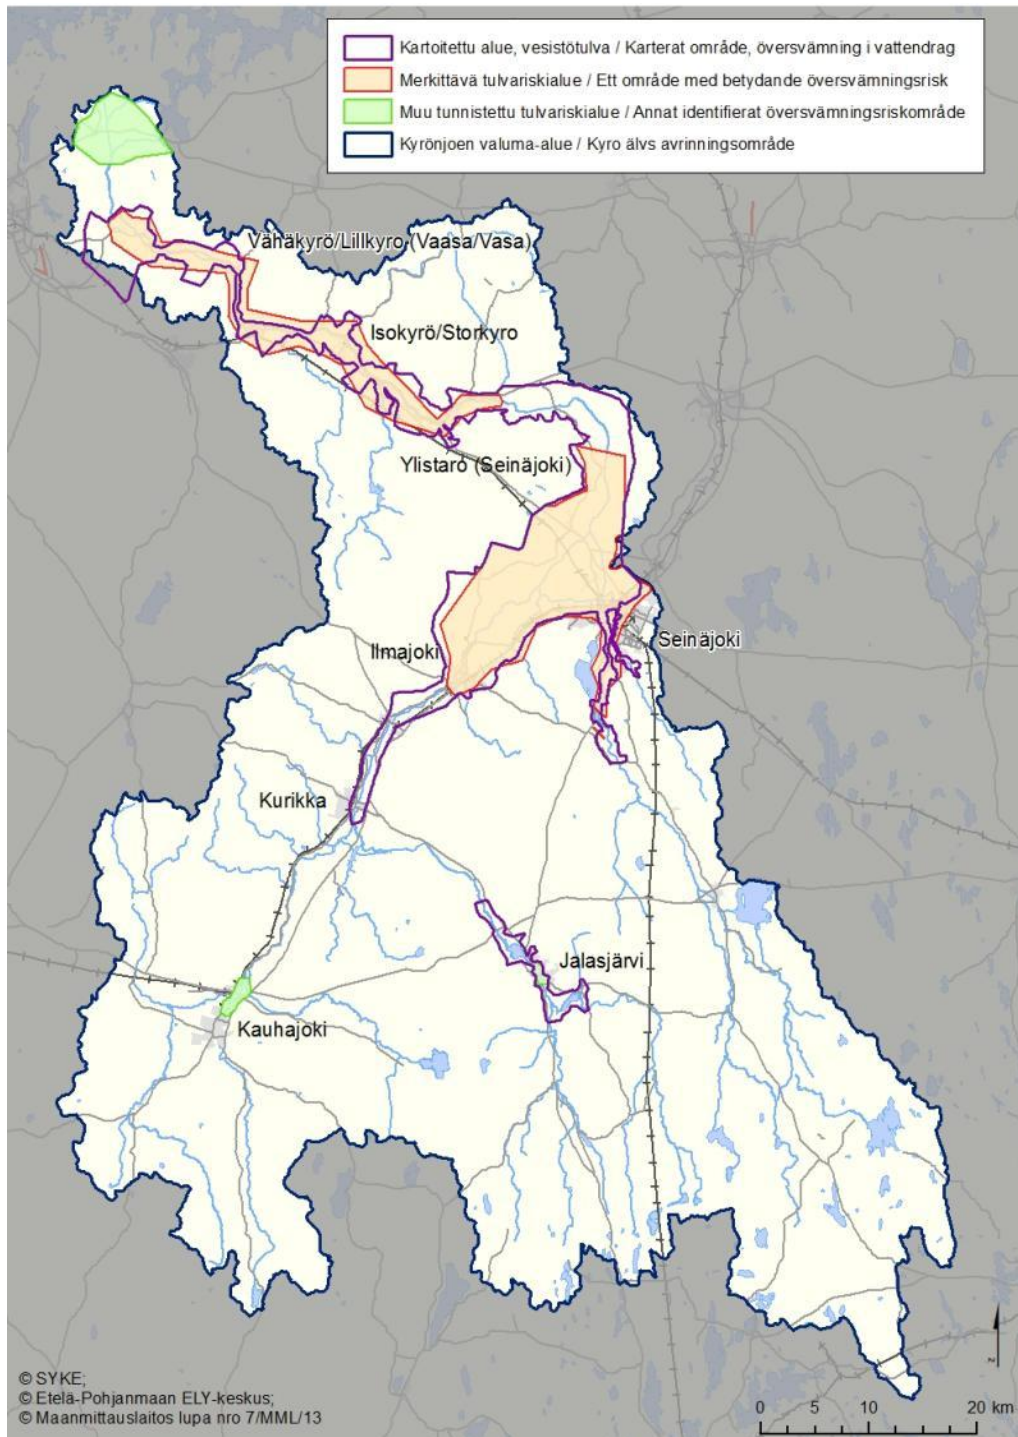 Kartoitettu alue, vesistötulva / Karterat område, översvämning i vattendrag
Merkittävä tulvariskialue / Ett område med betydande översvämningsrisk
Muu tunnistettu tulvariskialue / Annat identifierat översvämningsriskområde
Kyrönjoen valuma-alue / Kyro älvs avrinningsområde
Vähäkyrö/Lillkyro (Vaasa/Vasa)
Isokyrö/Storkyro
Ylistaro (Seinäjoki)
Ilmajoki
Seinäjoki
Kurikka
Jalasjärvi
Kauhajoki
© SYKE;
© Etelä-Pohjanmaan ELY-keskus;
© Maanmittauslaitos lupa nro 7/MML/13
0 5 10 20 km
N